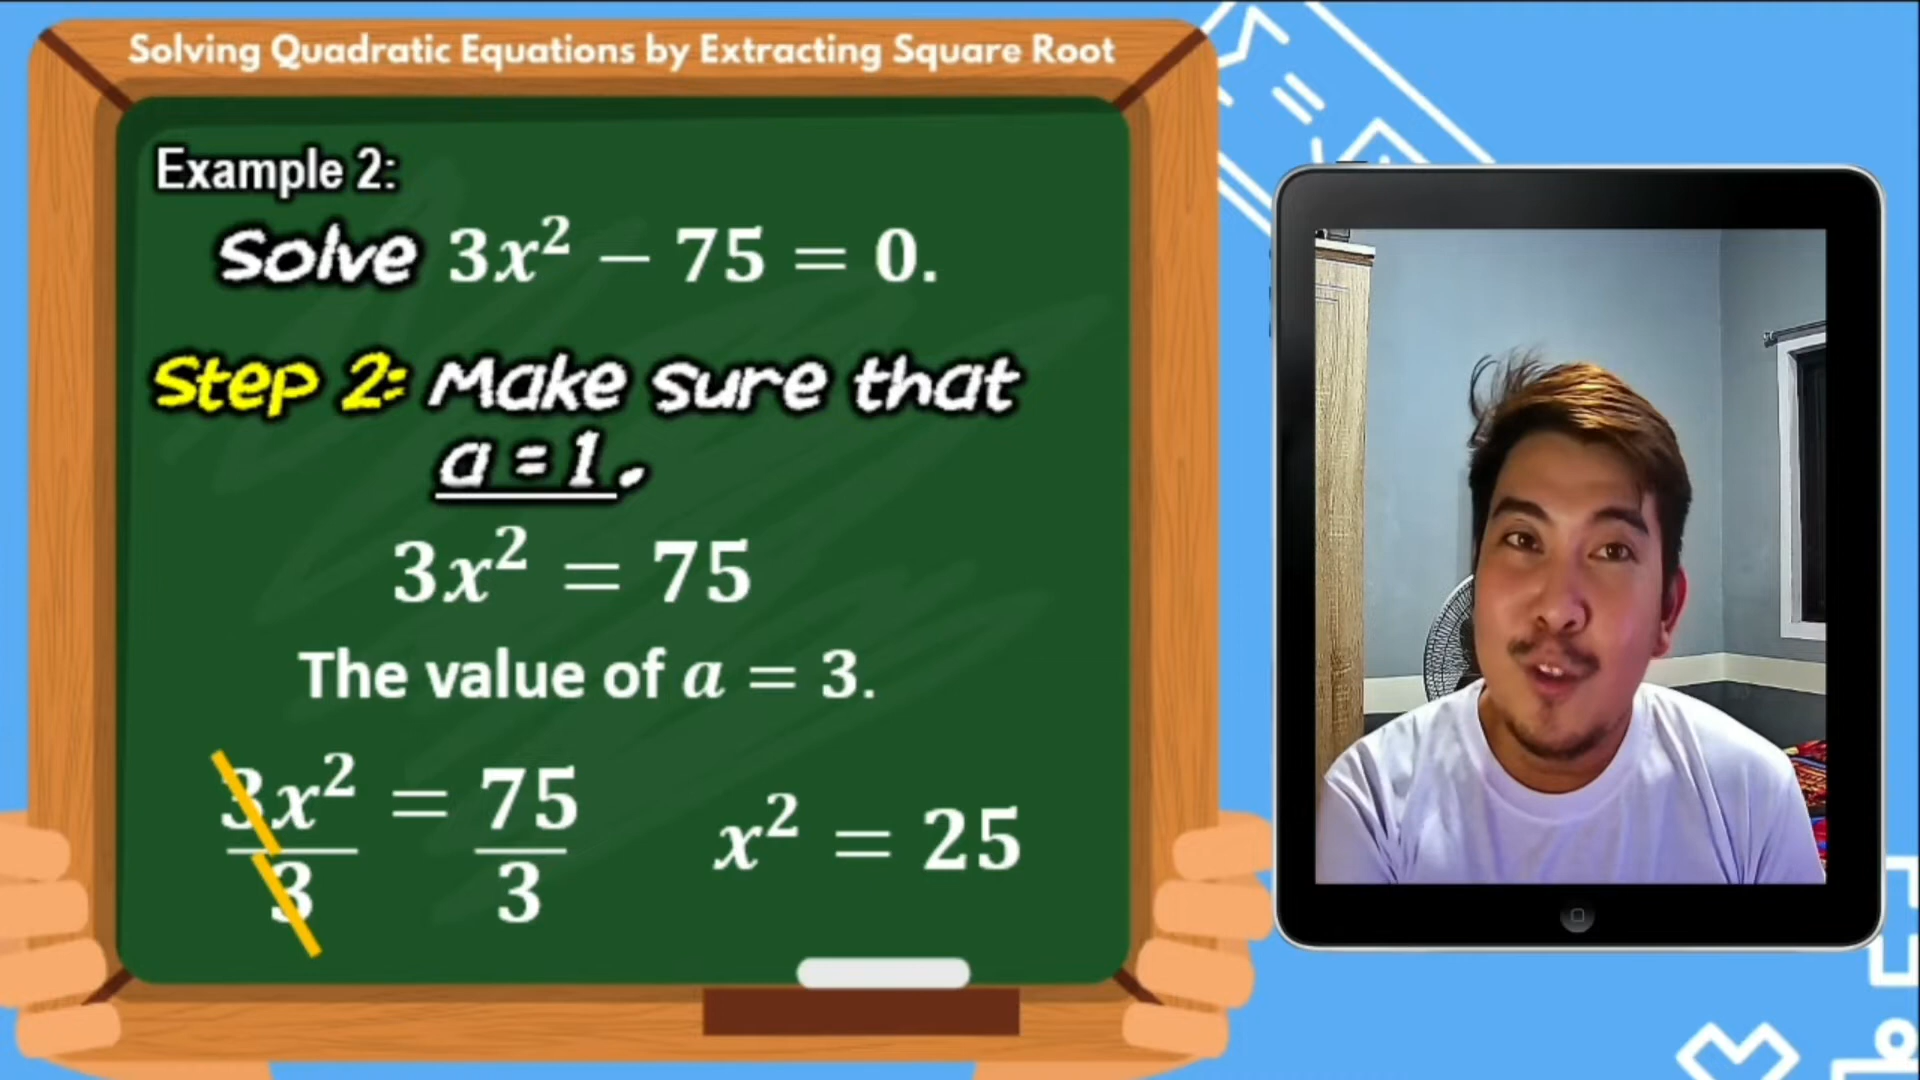 Solving Quadratic Equations by Extracting Square Root
Example 2:
Solve 3x² − 75 = 0.
Step 2: Make sure that
a = 1.
3x² = 75
The value of a = 3.
3x²/3 = 75/3
x² = 25